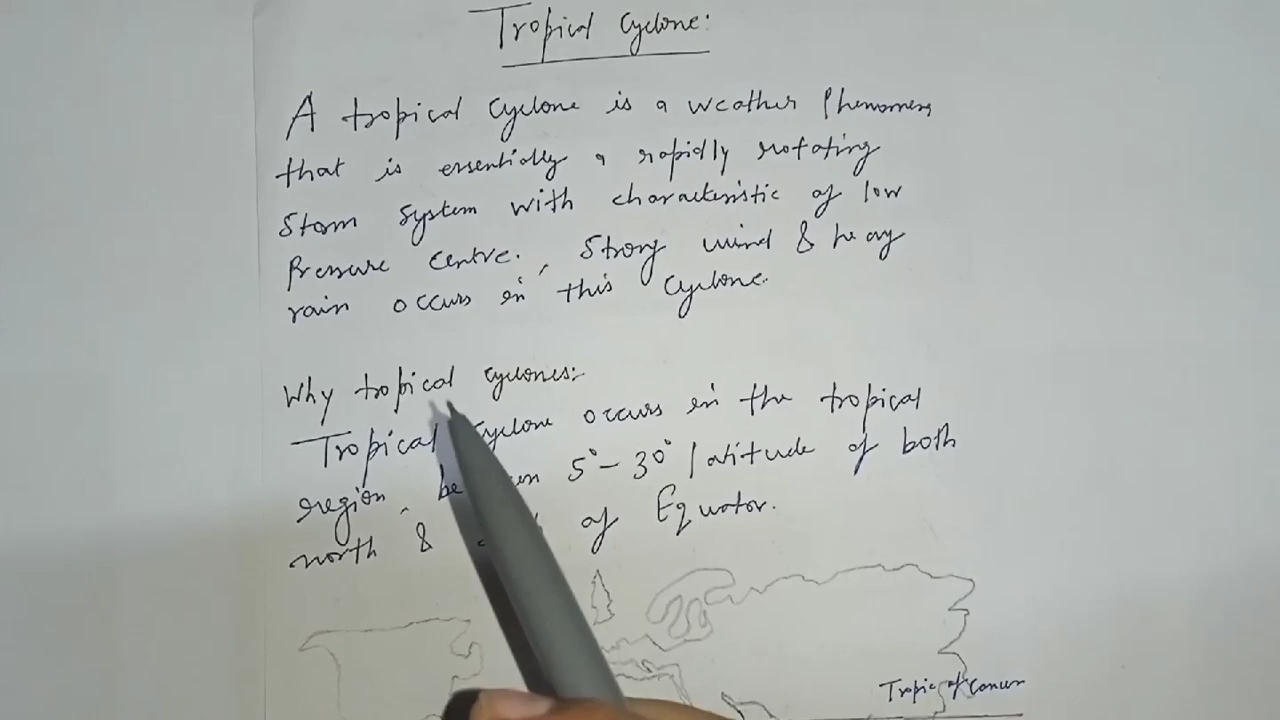 Tropical Cyclone:
A tropical cyclone is a weather Phenomena
that is essentially a rapidly rotating
Storm System with characteristic of low
Pressure Centre. Strong wind & heavy
rain occurs in this Cyclone.
Why tropical cyclones:
Tropical Cyclone occurs in the tropical
region, 5°-30° latitude of both
north & of Equator.
Tropic of Cancer